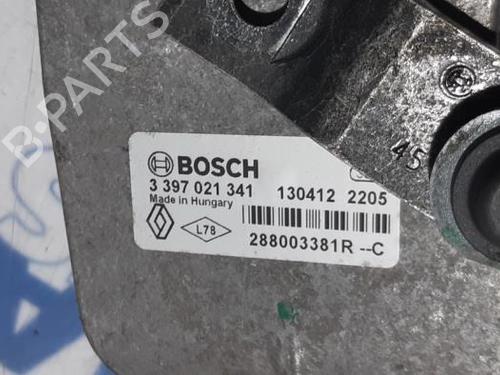 B-PARTS
BOSCH
3 397 021 341 130412 2205
Made in Hungary
L78
288003381R --C
45